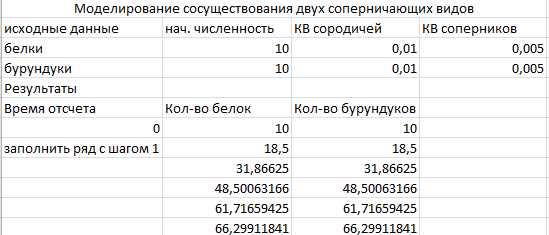 Моделирование сосуществования двух соперничающих видов
исходные данные нач. численность КВ сородичей КВ соперников
белки 10 0,01 0,005
бурундуки 10 0,01 0,005
Результаты
Время отсчета Кол-во белок Кол-во бурундуков
0 10 10
заполнить ряд с шагом 1 18,5 18,5
31,86625 31,86625
48,50063166 48,50063166
61,71659425 61,71659425
66,29911841 66,29911841